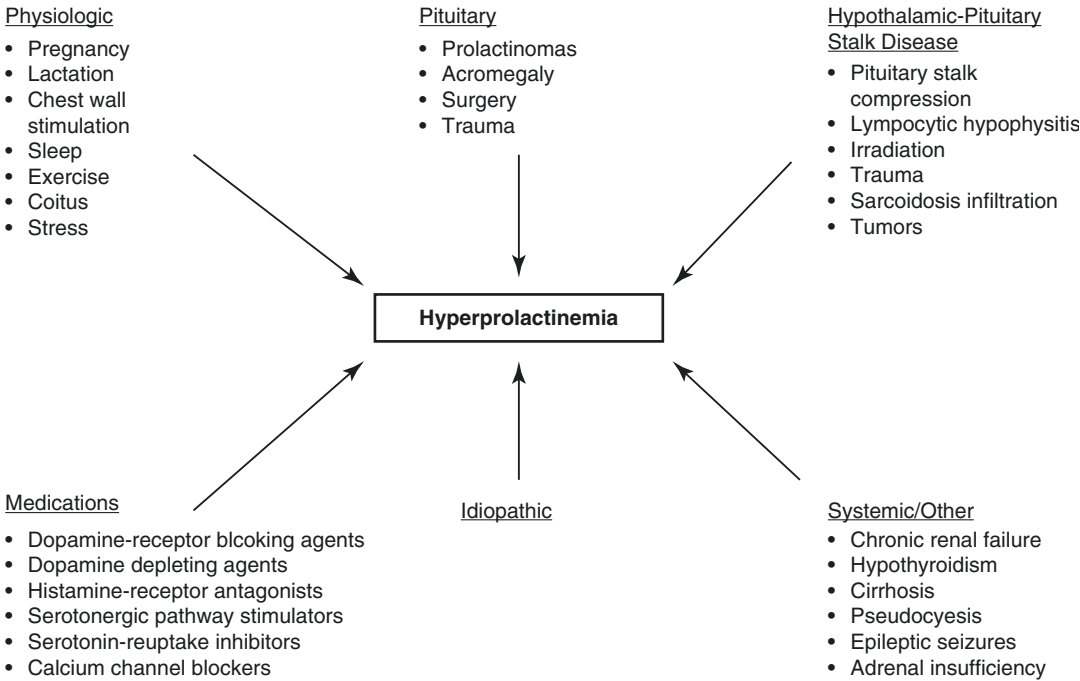 Physiologic
• Pregnancy
• Lactation
• Chest wall
stimulation
• Sleep
• Exercise
• Coitus
• Stress
Pituitary
• Prolactinomas
• Acromegaly
• Surgery
• Trauma
Hypothalamic-Pituitary
Stalk Disease
• Pituitary stalk
compression
• Lympocytic hypophysitis
• Irradiation
• Trauma
• Sarcoidosis infiltration
• Tumors
Hyperprolactinemia
Medications
• Dopamine-receptor blcoking agents
• Dopamine depleting agents
• Histamine-receptor antagonists
• Serotonergic pathway stimulators
• Serotonin-reuptake inhibitors
• Calcium channel blockers
Idiopathic
Systemic/Other
• Chronic renal failure
• Hypothyroidism
• Cirrhosis
• Pseudocyesis
• Epileptic seizures
• Adrenal insufficiency